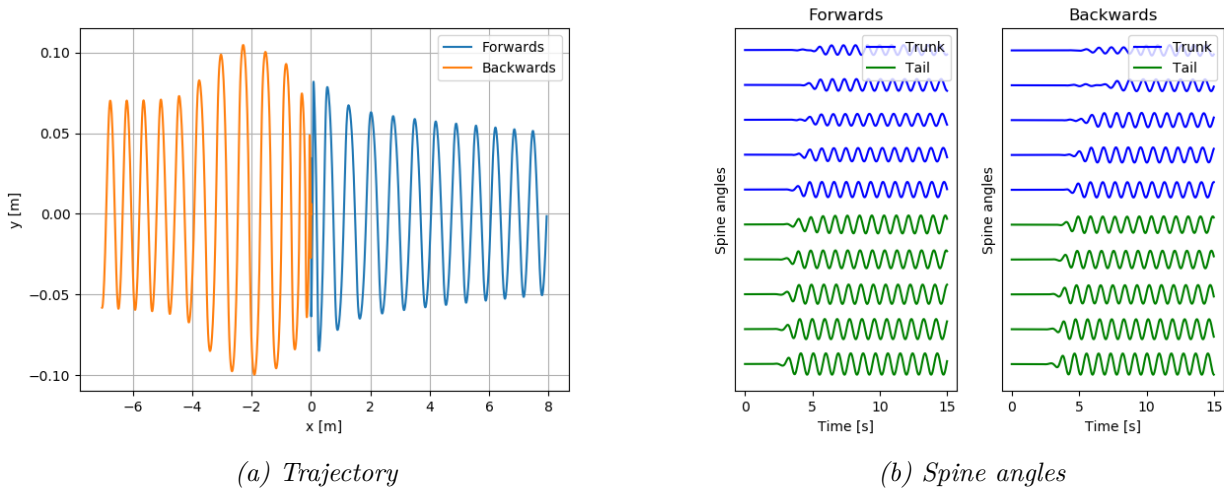 Forwards
Backwards
0.10
0.05
0.00
−0.05
−0.10
y [m]
−6
−4
−2
0
2
4
6
8
x [m]
(a) Trajectory
Forwards
Trunk
Tail
Spine angles
0
5
10
15
Time [s]
Backwards
Trunk
Tail
Spine angles
0
5
10
15
Time [s]
(b) Spine angles